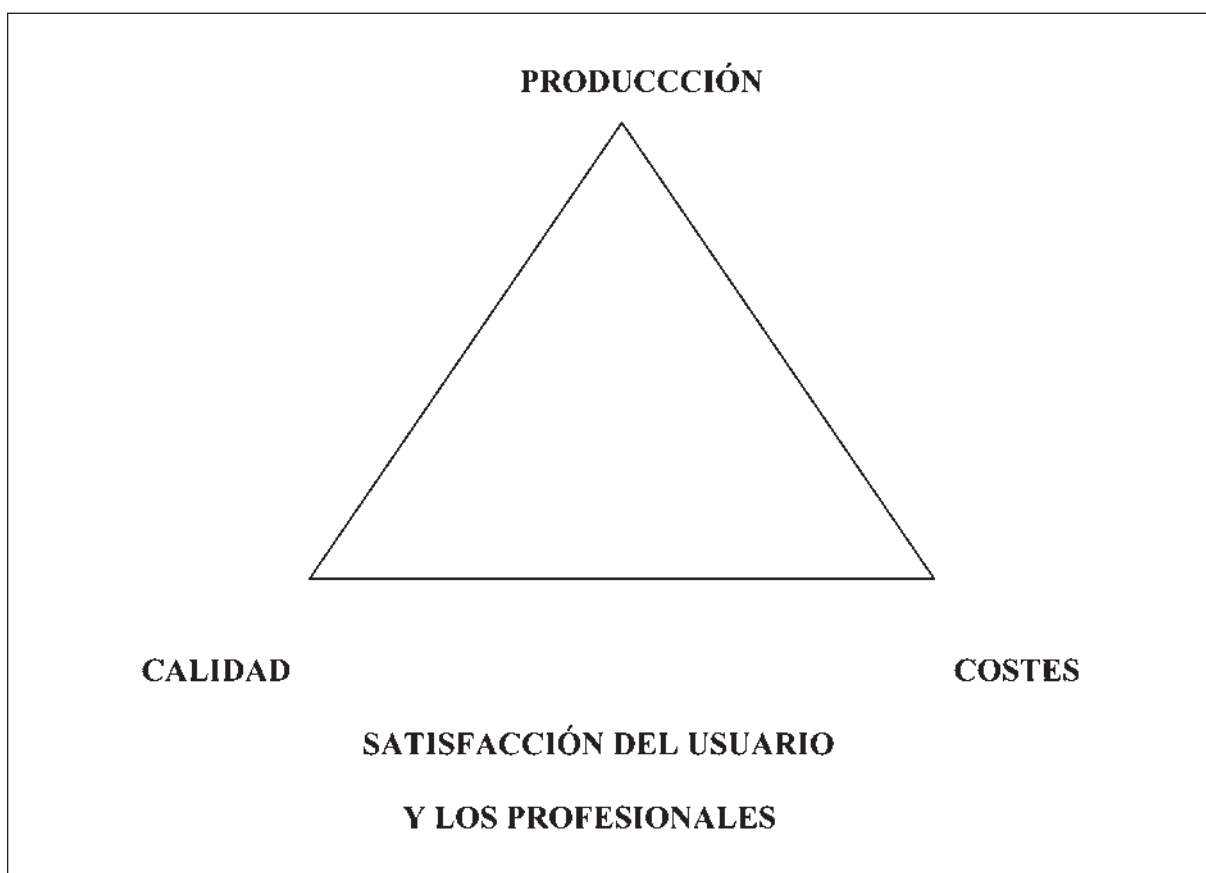 PRODUCCCIÓN
CALIDAD
COSTES
SATISFACCIÓN DEL USUARIO
Y LOS PROFESIONALES